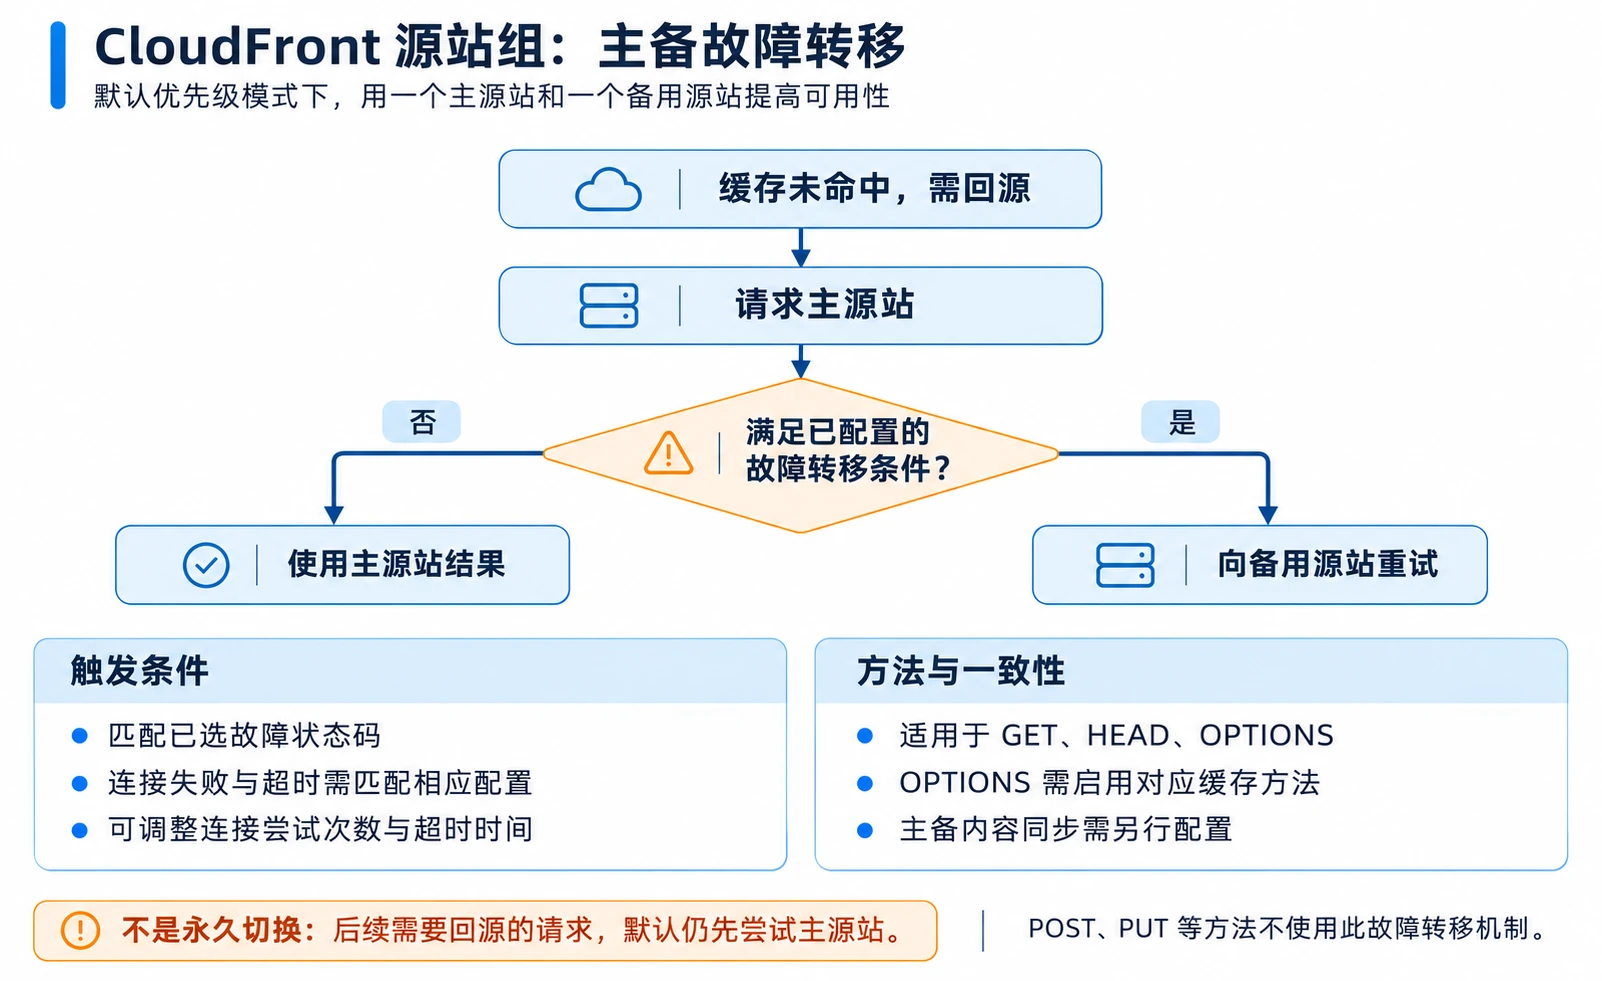 CloudFront 源站组：主备故障转移
默认优先级模式下，用一个主源站和一个备用源站提高可用性
缓存未命中，需回源
请求主源站
满足已配置的
故障转移条件？
否
是
使用主源站结果
向备用源站重试
触发条件
匹配已选故障状态码
连接失败与超时需匹配相应配置
可调整连接尝试次数与超时时间
方法与一致性
适用于 GET、HEAD、OPTIONS
OPTIONS 需启用对应缓存方法
主备内容同步需另行配置
不是永久切换：后续需要回源的请求，默认仍先尝试主源站。
POST、PUT 等方法不使用此故障转移机制。